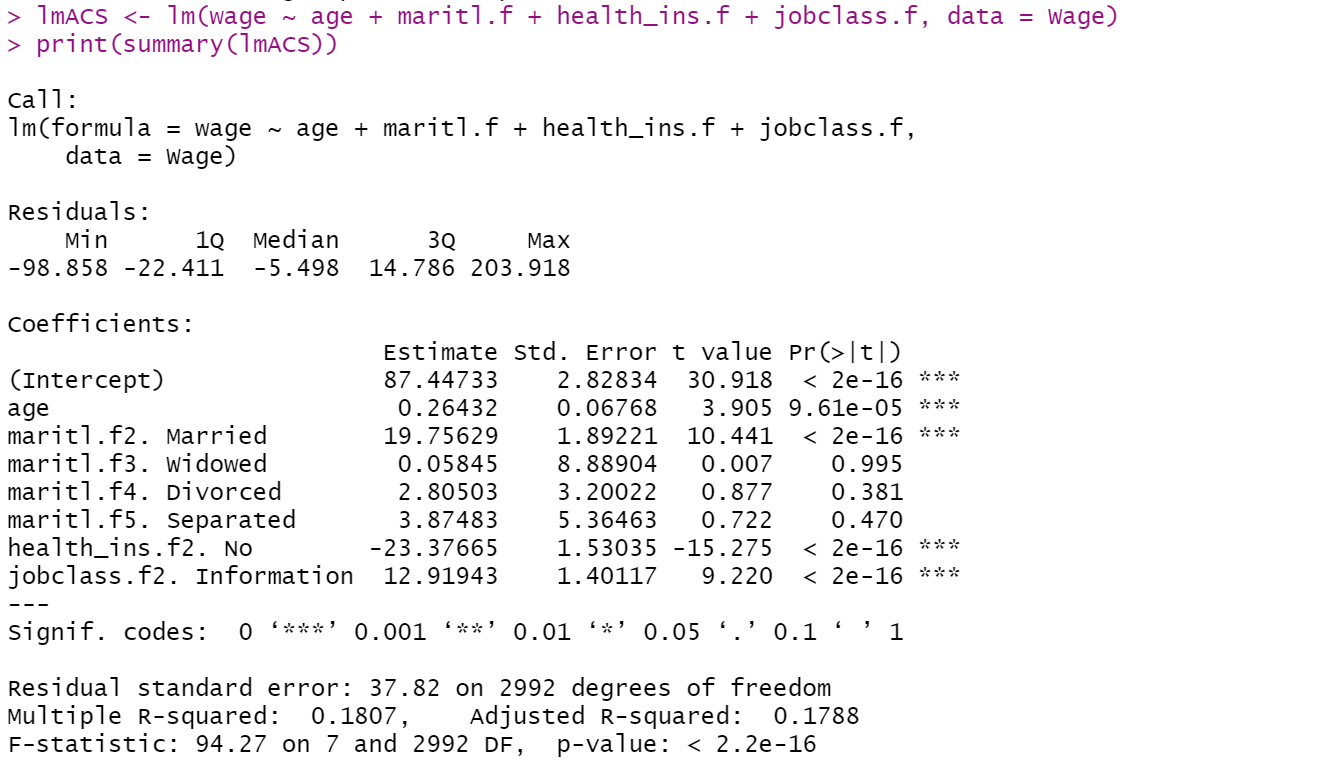 > lmACS <- lm(wage ~ age + maritl.f + health_ins.f + jobclass.f, data = Wage)
> print(summary(lmACS))
Call:
lm(formula = wage ~ age + maritl.f + health_ins.f + jobclass.f,
    data = Wage)
Residuals:
    Min      1Q  Median      3Q     Max
-98.858 -22.411  -5.498  14.786 203.918
Coefficients:
                          Estimate Std. Error t value Pr(>|t|)
(Intercept)               87.44733    2.82834  30.918  < 2e-16 ***
age                        0.26432    0.06768   3.905 9.61e-05 ***
maritl.f2. Married        19.75629    1.89221  10.441  < 2e-16 ***
maritl.f3. Widowed         0.05845    8.88904   0.007    0.995
maritl.f4. Divorced        2.80503    3.20022   0.877    0.381
maritl.f5. Separated       3.87483    5.36463   0.722    0.470
health_ins.f2. No        -23.37665    1.53035 -15.275  < 2e-16 ***
jobclass.f2. Information  12.91943    1.40117   9.220  < 2e-16 ***
---
Signif. codes:  0 ‘***’ 0.001 ‘**’ 0.01 ‘*’ 0.05 ‘.’ 0.1 ‘ ’ 1
Residual standard error: 37.82 on 2992 degrees of freedom
Multiple R-squared:  0.1807,    Adjusted R-squared:  0.1788
F-statistic: 94.27 on 7 and 2992 DF,  p-value: < 2.2e-16